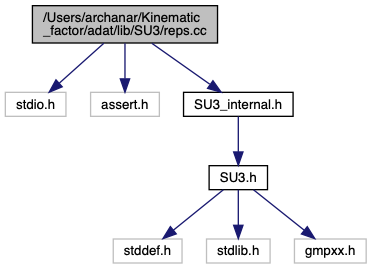 /Users/archanar/Kinematic
_factor/adat/lib/SU3/reps.cc
stdio.h
assert.h
SU3_internal.h
SU3.h
stddef.h
stdlib.h
gmpxx.h